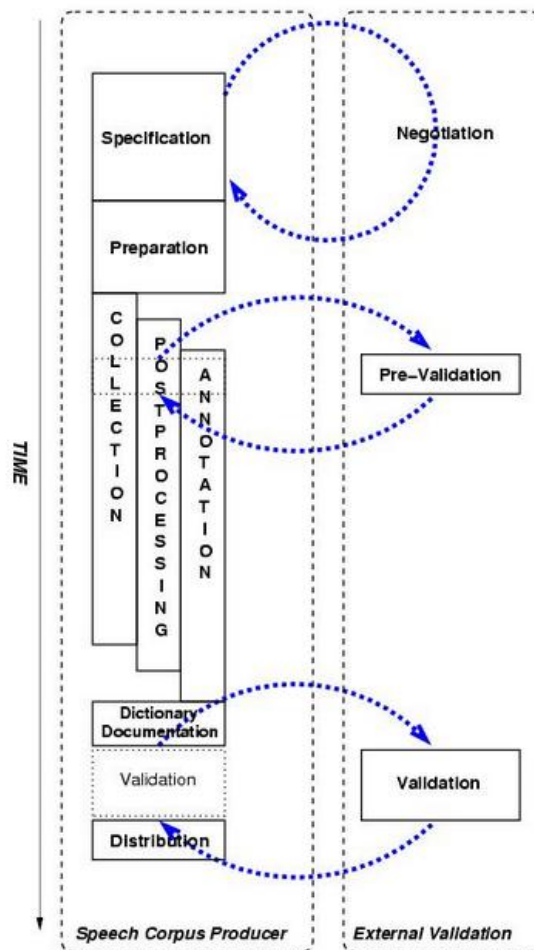 Specification
Negotiation
Preparation
COLLECTION
POSTPROCESSING
ANNOTATION
Pre-Validation
TIME
Dictionary
Documentation
Validation
Validation
Distribution
Speech Corpus Producer
External Validation